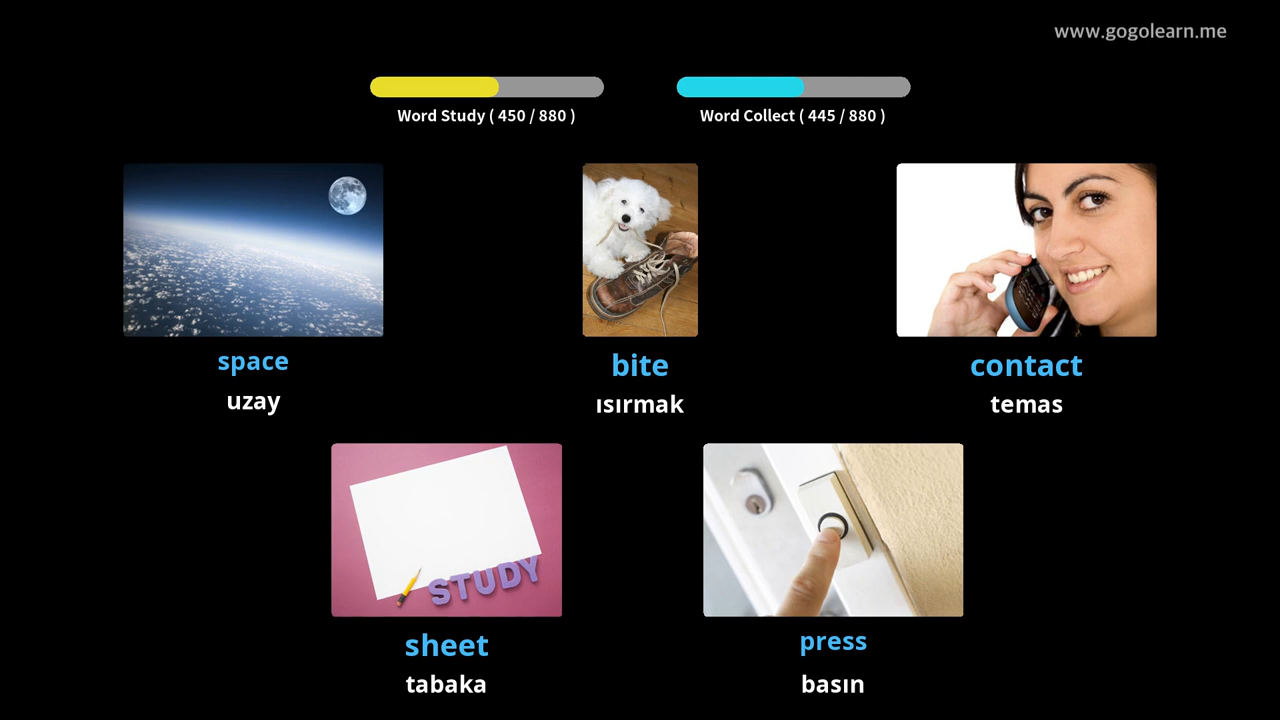 www.gogolearn.me
Word Study ( 450 / 880 )
Word Collect ( 445 / 880 )
space
uzay
bite
ısırmak
contact
temas
STUDY
sheet
tabaka
press
basın